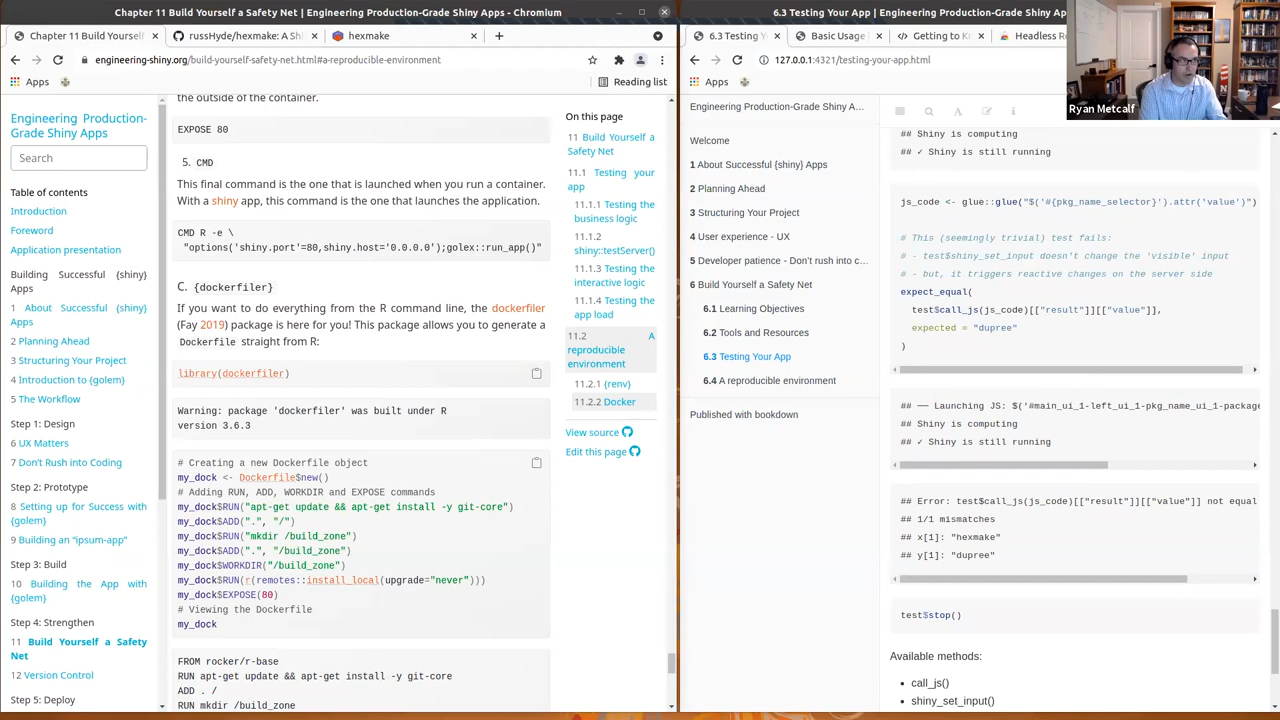 Chapter 11 Build Yourself a Safety Net | Engineering Production-Grade Shiny Apps - Chromium
Chapter 11 Build Yourself
russHyde/hexmake: A Shi
hexmake
engineering-shiny.org/build-yourself-safety-net.html#a-reproducible-environment
Apps
Reading list
Engineering Production-
Grade Shiny Apps
Search
Table of contents
Introduction
Foreword
Application presentation
Building Successful {shiny}
Apps
1 About Successful {shiny}
Apps
2 Planning Ahead
3 Structuring Your Project
4 Introduction to {golem}
5 The Workflow
Step 1: Design
6 UX Matters
7 Don’t Rush into Coding
Step 2: Prototype
8 Setting up for Success with
{golem}
9 Building an “ipsum-app”
Step 3: Build
10 Building the App with
{golem}
Step 4: Strengthen
11 Build Yourself a Safety
Net
12 Version Control
Step 5: Deploy
the outside of the container.
EXPOSE 80
5. CMD
This final command is the one that is launched when you run a container.
With a shiny app, this command is the one that launches the application.
CMD R -e \
"options('shiny.port'=80,shiny.host='0.0.0.0');golex::run_app()"
C. {dockerfiler}
If you want to do everything from the R command line, the dockerfiler
(Fay 2019) package is here for you! This package allows you to generate a
Dockerfile straight from R:
library(dockerfiler)
Warning: package 'dockerfiler' was built under R
version 3.6.3
# Creating a new Dockerfile object
my_dock <- Dockerfile$new()
# Adding RUN, ADD, WORKDIR and EXPOSE commands
my_dock$RUN("apt-get update && apt-get install -y git-core")
my_dock$ADD(".", "/")
my_dock$RUN("mkdir /build_zone")
my_dock$ADD(".", "/build_zone")
my_dock$WORKDIR("/build_zone")
my_dock$RUN(r(remotes::install_local(upgrade="never")))
my_dock$EXPOSE(80)
# Viewing the Dockerfile
my_dock
FROM rocker/r-base
RUN apt-get update && apt-get install -y git-core
ADD . /
RUN mkdir /build_zone
On this page
11 Build Yourself a
Safety Net
11.1 Testing your
app
11.1.1 Testing the
business logic
11.1.2
shiny::testServer()
11.1.3 Testing the
interactive logic
11.1.4 Testing the
app load
11.2 A
reproducible
environment
11.2.1 {renv}
11.2.2 Docker
View source
Edit this page
6.3 Testing Your App | Engineering Production-Grade Shiny Ap
6.3 Testing Y
Basic Usage
Getting to K
Headless R
127.0.0.1:4321/testing-your-app.html
Apps
Engineering Production-Grade Shiny A...
Welcome
1 About Successful {shiny} Apps
2 Planning Ahead
3 Structuring Your Project
4 User experience - UX
5 Developer patience - Don't rush into c...
6 Build Yourself a Safety Net
6.1 Learning Objectives
6.2 Tools and Resources
6.3 Testing Your App
6.4 A reproducible environment
Published with bookdown
## Shiny is computing
## ✓ Shiny is still running
js_code <- glue::glue("$('#{pkg_name_selector}').attr('value')")
# This (seemingly trivial) test fails:
# - test$shiny_set_input doesn't change the 'visible' input
# - but, it triggers reactive changes on the server side
expect_equal(
test$call_js(js_code)[["result"]][["value"]],
expected = "dupree"
)
## ── Launching JS: $('#main_ui_1-left_ui_1-pkg_name_ui_1-package
## Shiny is computing
## ✓ Shiny is still running
## Error: test$call_js(js_code)[["result"]][["value"]] not equal
## 1/1 mismatches
## x[1]: "hexmake"
## y[1]: "dupree"
test$stop()
Available methods:
• call_js()
• shiny_set_input()
Ryan Metcalf